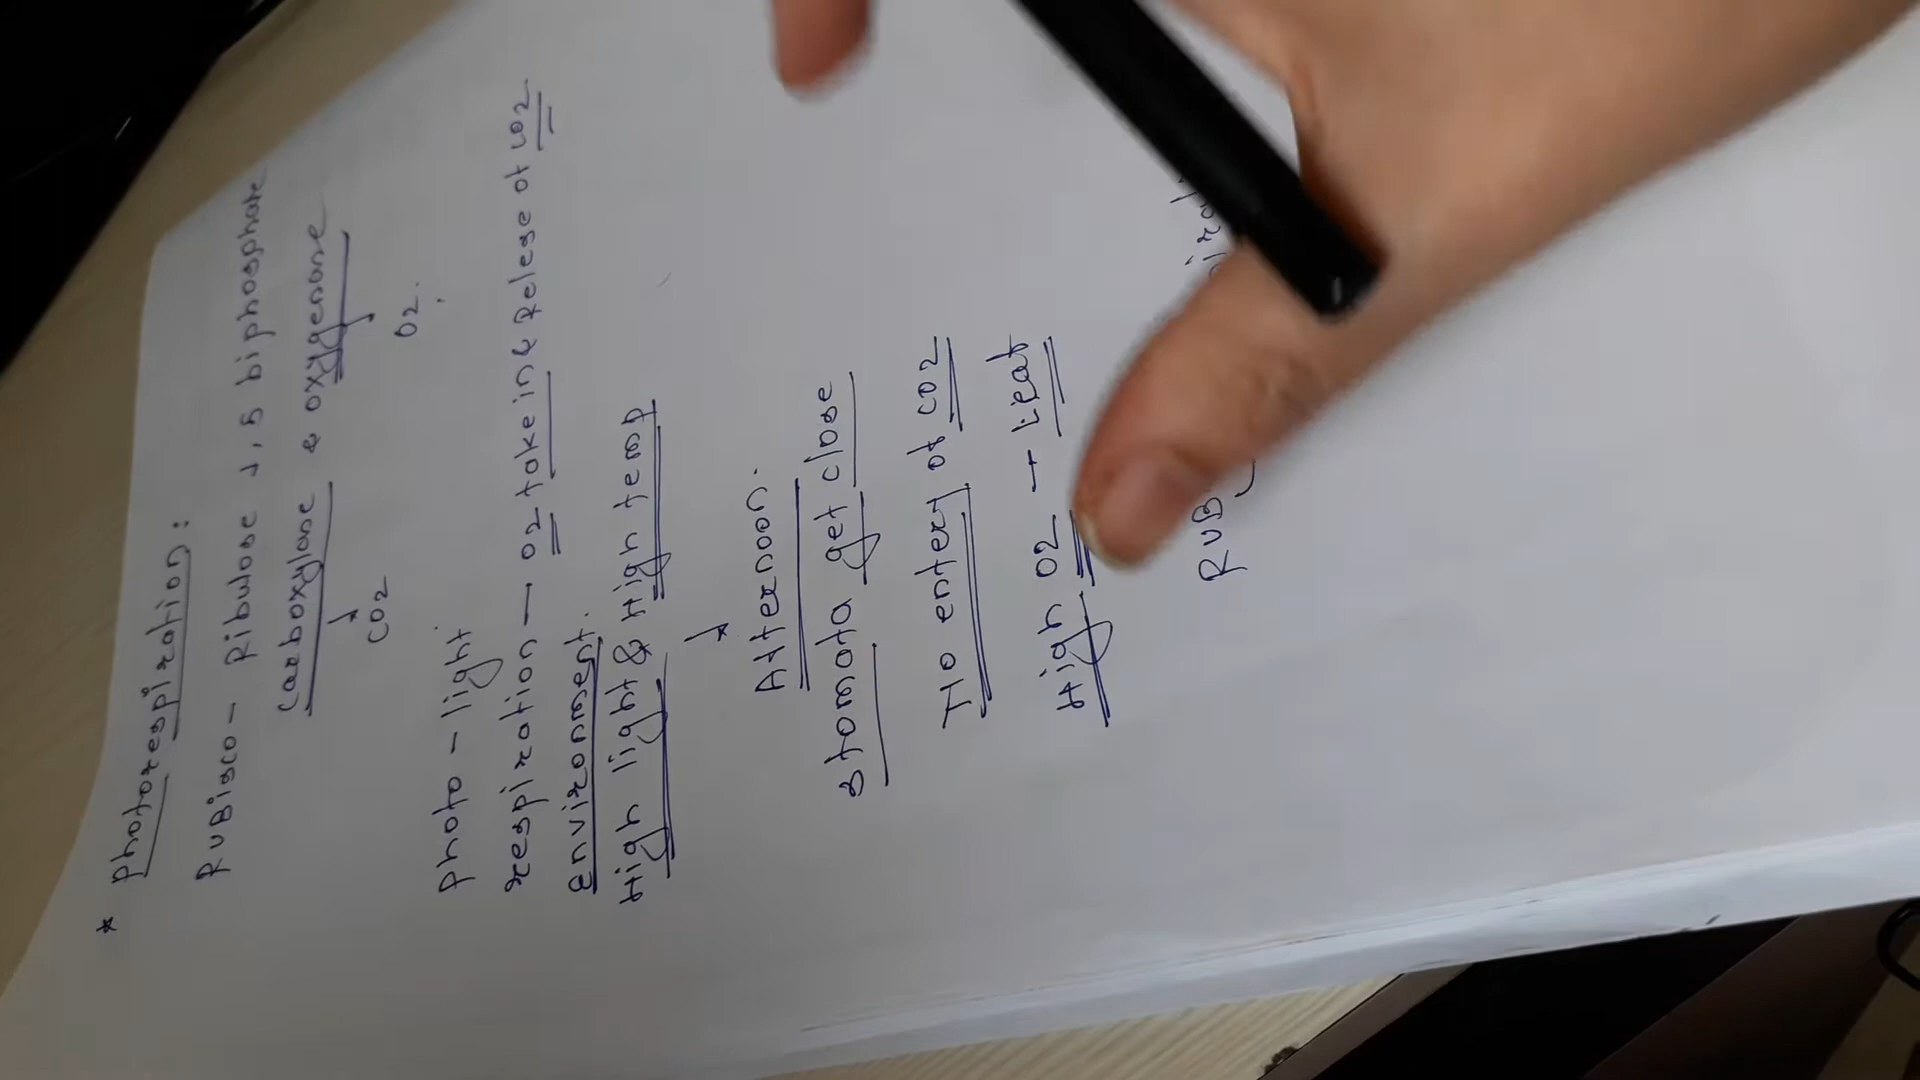 * Photorespiration:
RUBisco - Ribulose 1,5 biphosphate
carboxylase & oxygenase
CO2 O2.
Photo - light
respiration - O2 take in & Release of CO2
Environment.
High light & High temp
Afternoon.
stomata get close
No entery of CO2
High O2 → Leaf
RUB